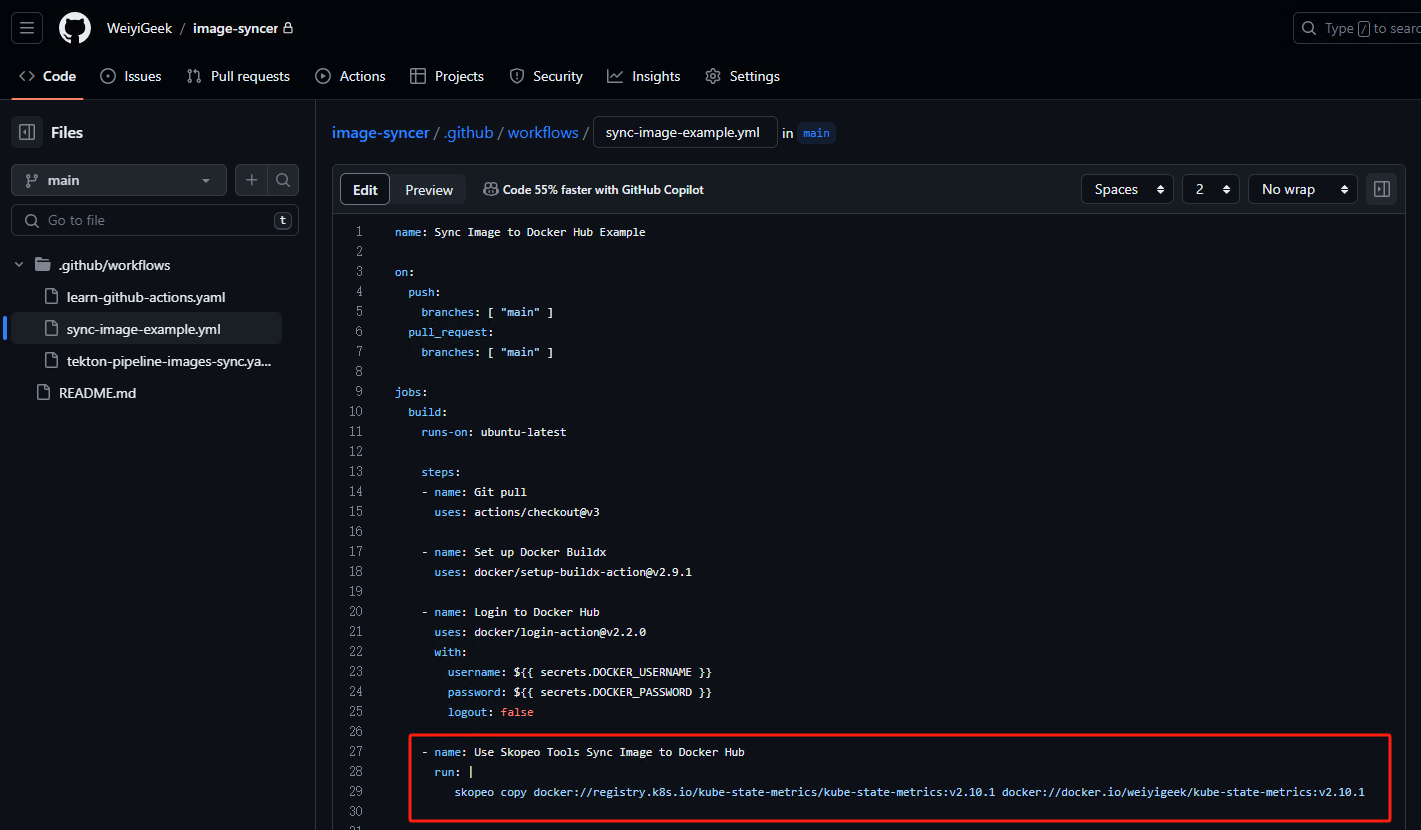 WeiyiGeek / image-syncer
Type / to searc
Code
Issues
Pull requests
Actions
Projects
Security
Insights
Settings
Files
main
Go to file
t
.github/workflows
learn-github-actions.yaml
sync-image-example.yml
tekton-pipeline-images-sync.ya...
README.md
image-syncer / .github / workflows / sync-image-example.yml in main
Edit
Preview
Code 55% faster with GitHub Copilot
Spaces
2
No wrap
1 name: Sync Image to Docker Hub Example
2
3 on:
4   push:
5     branches: [ "main" ]
6   pull_request:
7     branches: [ "main" ]
8
9 jobs:
10   build:
11     runs-on: ubuntu-latest
12
13     steps:
14     - name: Git pull
15       uses: actions/checkout@v3
16
17     - name: Set up Docker Buildx
18       uses: docker/setup-buildx-action@v2.9.1
19
20     - name: Login to Docker Hub
21       uses: docker/login-action@v2.2.0
22       with:
23         username: ${{ secrets.DOCKER_USERNAME }}
24         password: ${{ secrets.DOCKER_PASSWORD }}
25         logout: false
26
27     - name: Use Skopeo Tools Sync Image to Docker Hub
28       run: |
29          skopeo copy docker://registry.k8s.io/kube-state-metrics/kube-state-metrics:v2.10.1 docker://docker.io/weiyigeek/kube-state-metrics:v2.10.1
30